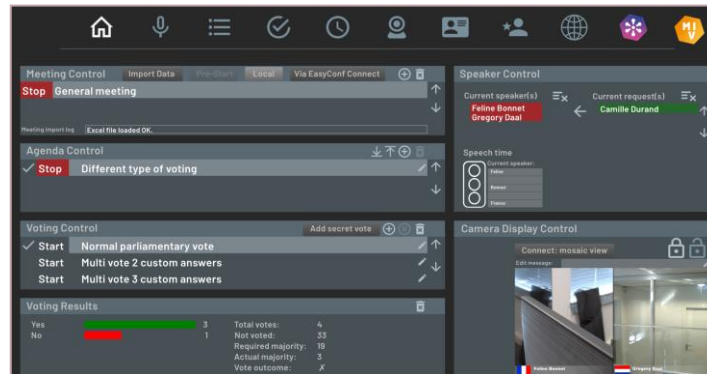 Meeting Control
Import Data
Pre-Start
Local
Via EasyConf Connect
Stop General meeting
Meeting import log
Excel file loaded OK.
Agenda Control
Stop Different type of voting
Voting Control
Add secret vote
Start Normal parliamentary vote
Start Multi vote 2 custom answers
Start Multi vote 3 custom answers
Voting Results
Yes 3
No 1
Total votes: 4
Not voted: 33
Required majority: 19
Actual majority: 3
Vote outcome: ✗
Speaker Control
Current speaker(s)
Feline Bonnet
Gregory Daal
Current request(s)
Camille Durand
Speech time
Current speaker:
Feline
Bonnet
France
Camera Display Control
Connect: mosaic view
Edit message:
Feline Bonnet
Gregory Daal
MIV